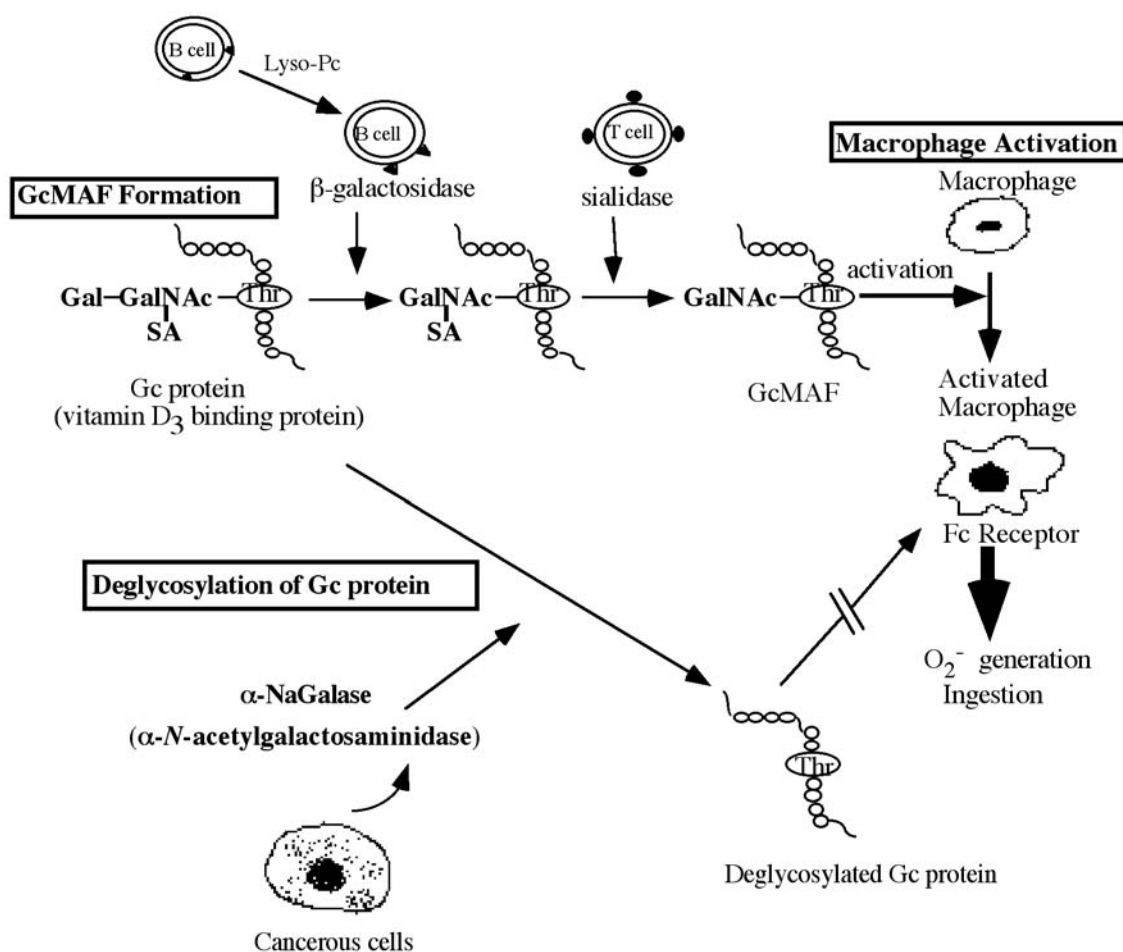 B cell
Lyso-Pc
B cell
T cell
Macrophage Activation
Macrophage
GcMAF Formation
β-galactosidase
sialidase
activation
Gal–GalNAc
SA
Thr
GalNAc
SA
Thr
GalNAc
Thr
Gc protein
(vitamin D3 binding protein)
GcMAF
Activated
Macrophage
Fc Receptor
Deglycosylation of Gc protein
O2- generation
Ingestion
α-NaGalase
(α-N-acetylgalactosaminidase)
Thr
Deglycosylated Gc protein
Cancerous cells